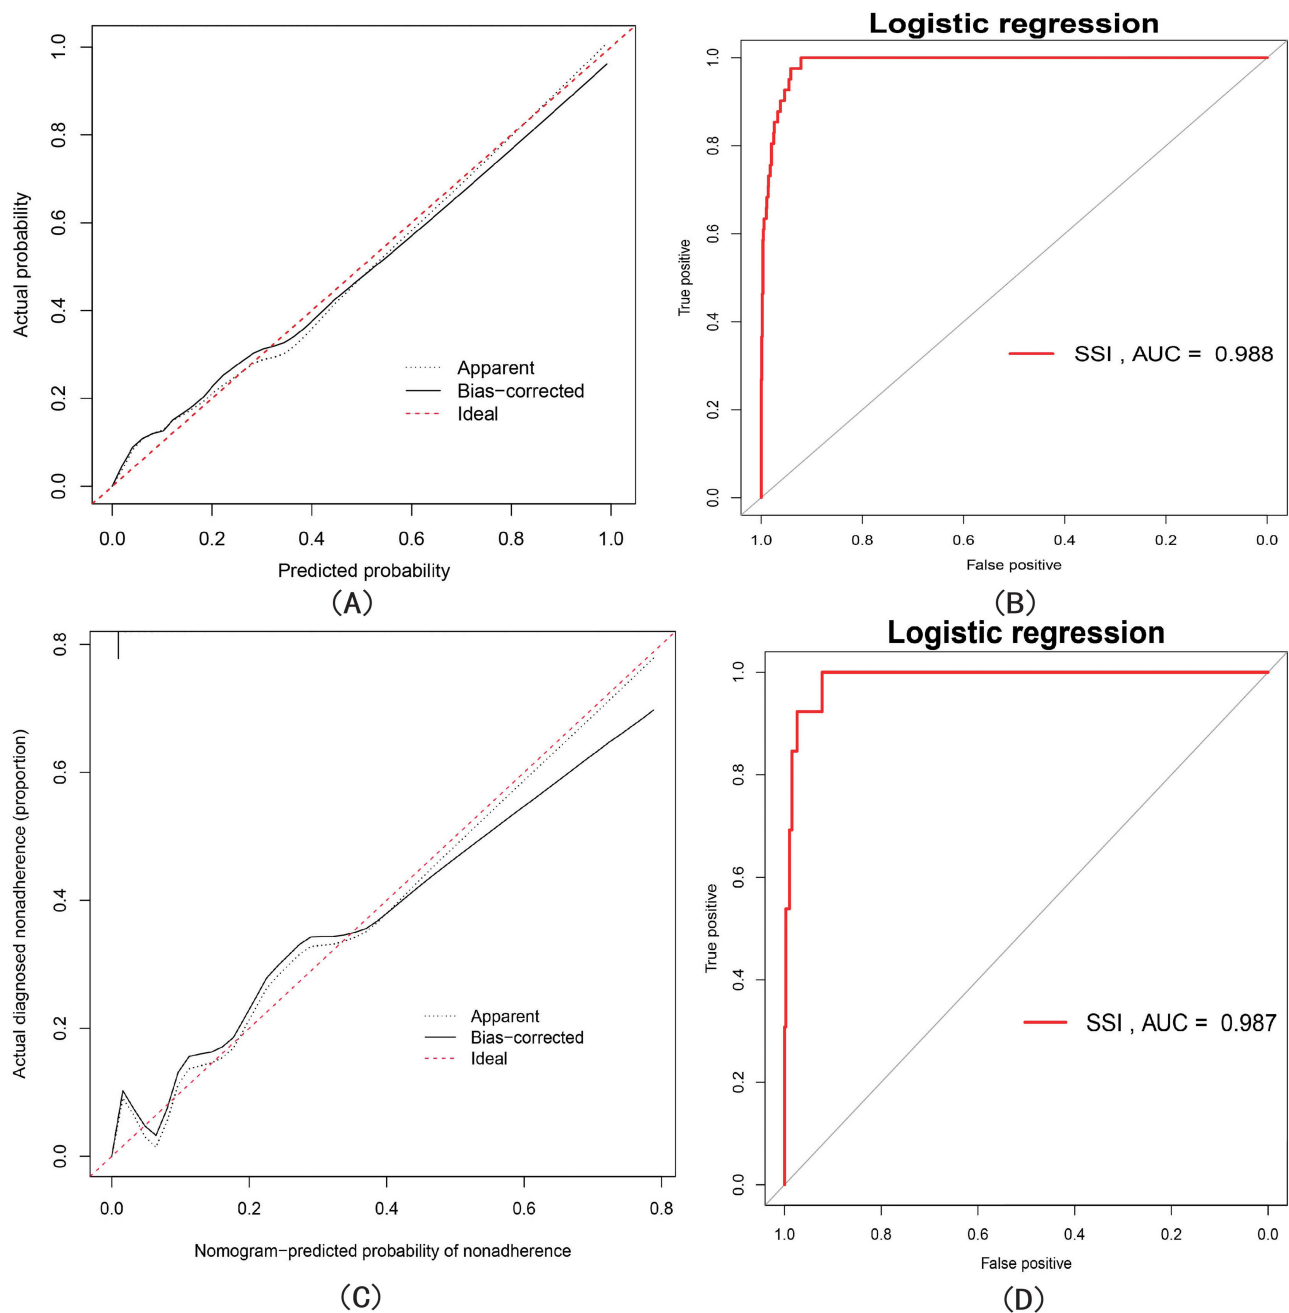 1.0
0.8
0.6
0.4
0.2
0.0
Actual probability
Apparent
Bias-corrected
Ideal
0.0 0.2 0.4 0.6 0.8 1.0
Predicted probability
(A)
Logistic regression
1.0
0.8
0.6
0.4
0.2
0.0
True positive
SSI , AUC = 0.988
1.0 0.8 0.6 0.4 0.2 0.0
False positive
(B)
0.8
0.6
0.4
0.2
0.0
Actual diagnosed nonadherence (proportion)
Apparent
Bias-corrected
Ideal
0.0 0.2 0.4 0.6 0.8
Nomogram-predicted probability of nonadherence
(C)
Logistic regression
1.0
0.8
0.6
0.4
0.2
0.0
True positive
SSI , AUC = 0.987
1.0 0.8 0.6 0.4 0.2 0.0
False positive
(D)